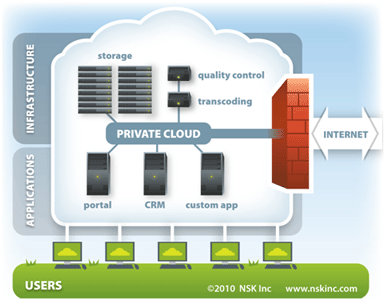 INFRASTRUCTURE
storage
quality control
transcoding
PRIVATE CLOUD
INTERNET
APPLICATIONS
portal
CRM
custom app
USERS
©2010 NSK Inc www.nskinc.com